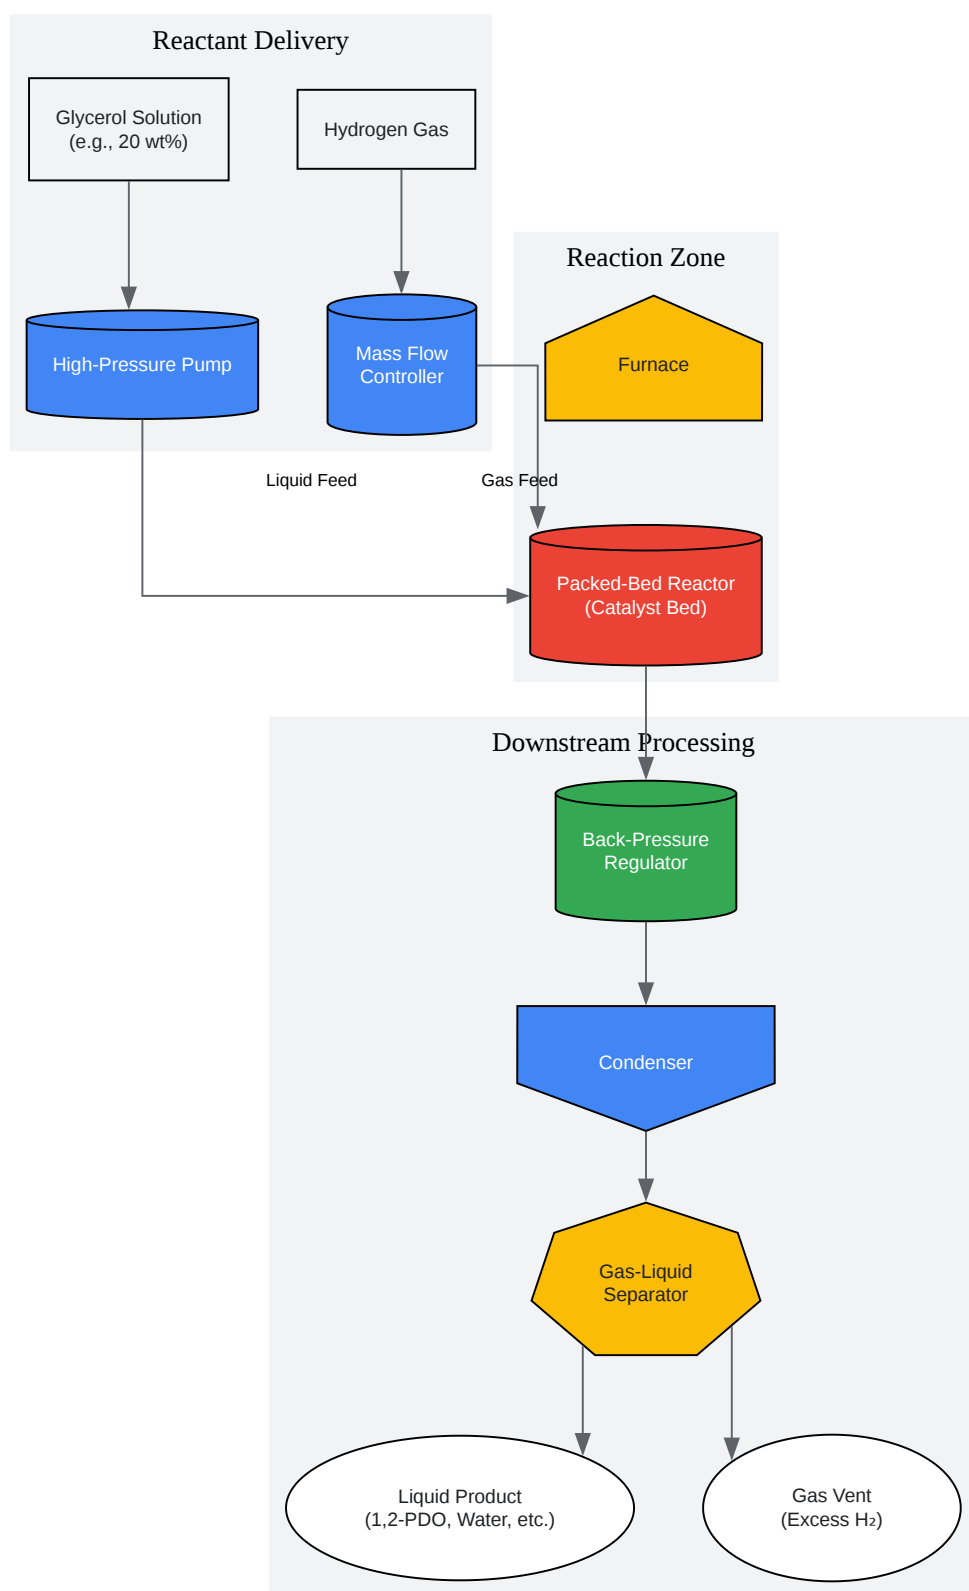 Reactant Delivery
Glycerol Solution
(e.g., 20 wt%)
Hydrogen Gas
High-Pressure Pump
Mass Flow
Controller
Liquid Feed
Gas Feed
Reaction Zone
Furnace
Packed-Bed Reactor
(Catalyst Bed)
Downstream Processing
Back-Pressure
Regulator
Condenser
Gas-Liquid
Separator
Liquid Product
(1,2-PDO, Water, etc.)
Gas Vent
(Excess H₂)